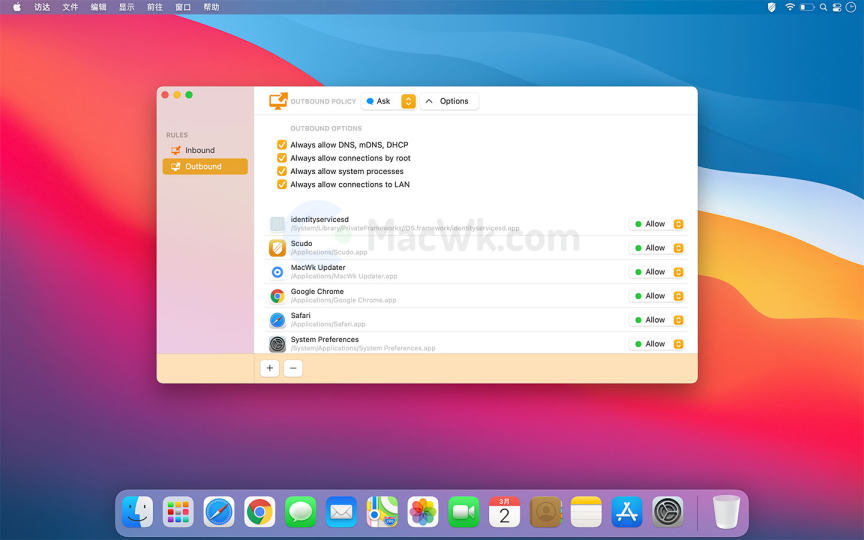 访达 文件 编辑 显示 前往 窗口 帮助
OUTBOUND POLICY Ask Options
RULES
Inbound
Outbound
OUTBOUND OPTIONS
Always allow DNS, mDNS, DHCP
Always allow connections by root
Always allow system processes
Always allow connections to LAN
identityservicesd Allow
/System/Library/PrivateFrameworks/IDS.framework/identityservicesd.app
MacWk.com
Scudo Allow
/Applications/Scudo.app
MacWk Updater Allow
/Applications/MacWk Updater.app
Google Chrome Allow
/Applications/Google Chrome.app
Safari Allow
/Applications/Safari.app
System Preferences Allow
/System/Applications/System Preferences.app
+ −
3月
2